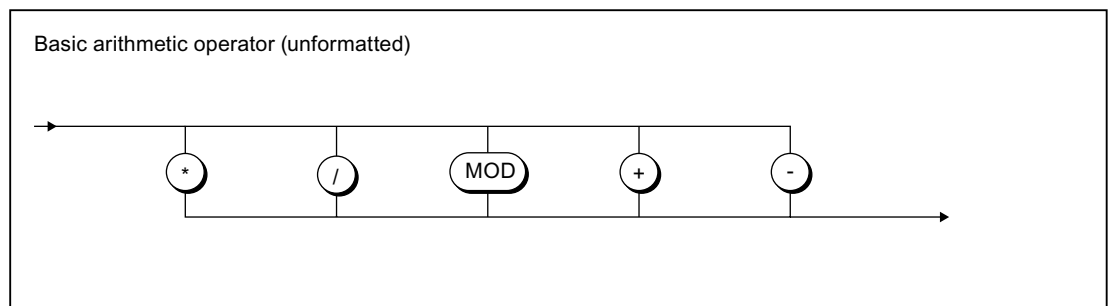 Basic arithmetic operator (unformatted)
* / MOD + -